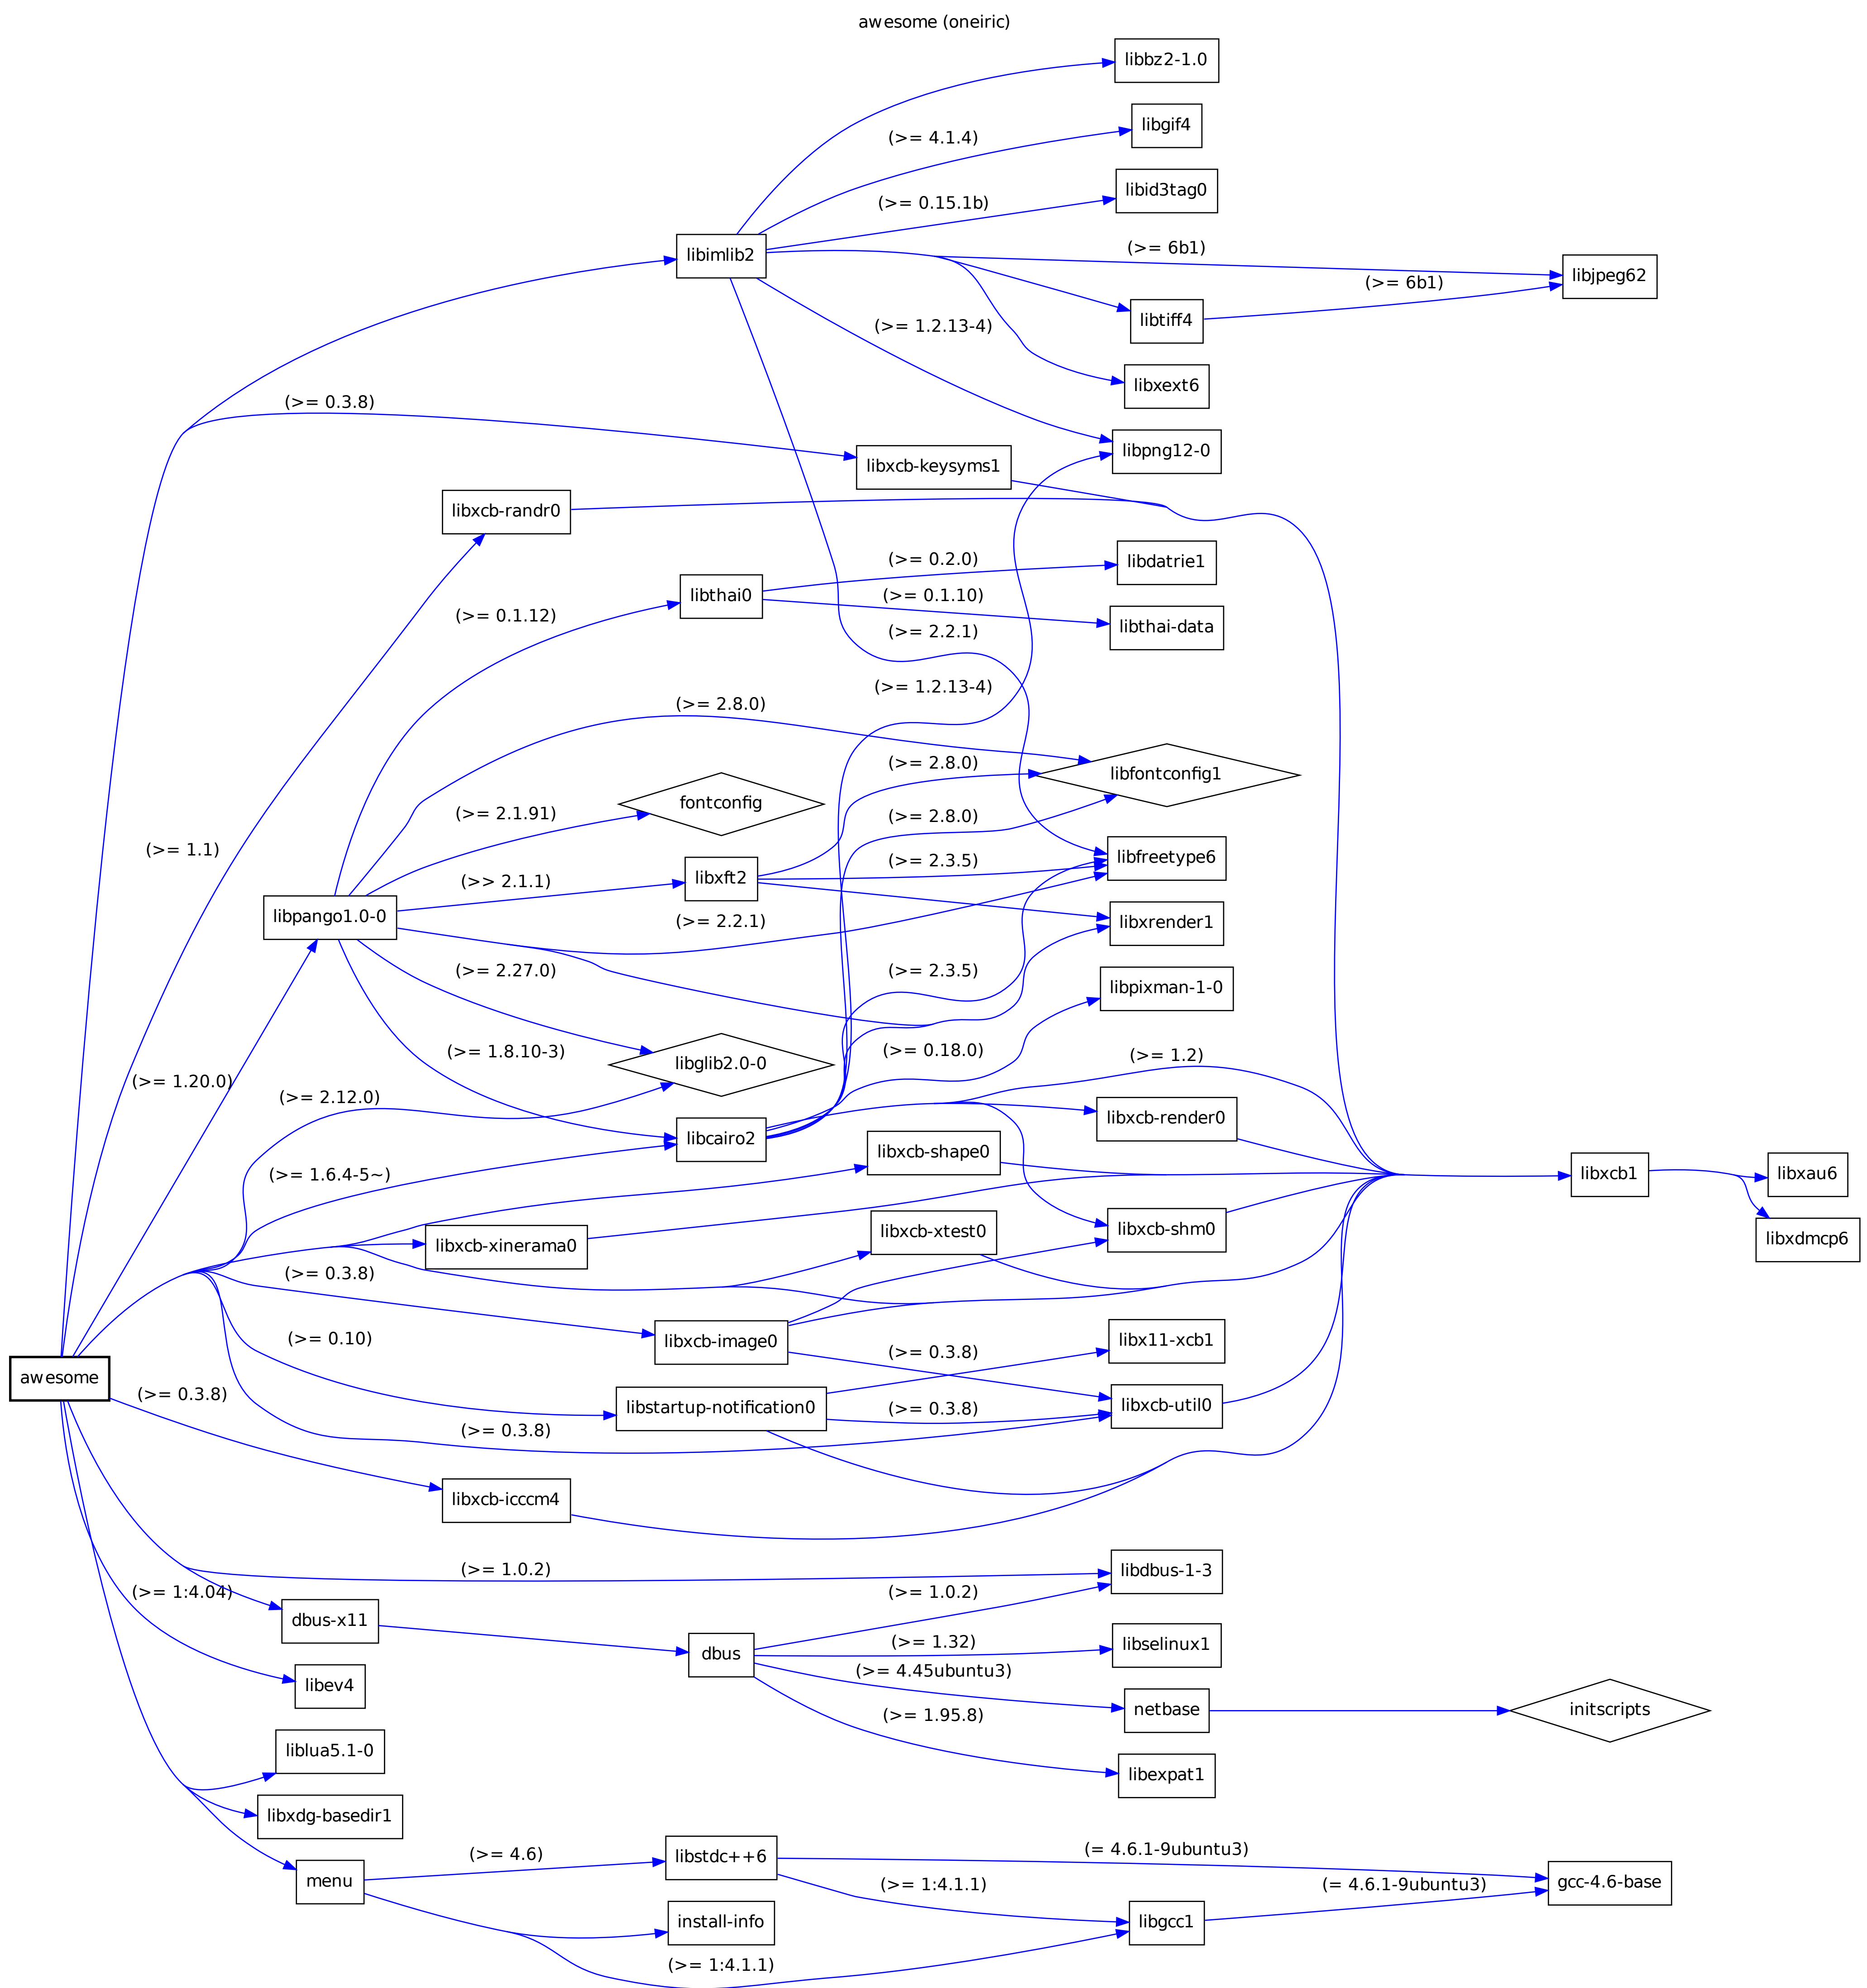 awesome (oneiric)
libbz2-1.0
libgif4
(>= 4.1.4)
libid3tag0
(>= 0.15.1b)
libimlib2
(>= 6b1)
libjpeg62
(>= 6b1)
libtiff4
(>= 1.2.13-4)
libxext6
(>= 0.3.8)
libpng12-0
libxcb-keysyms1
libxcb-randr0
(>= 0.2.0)
libdatrie1
libthai0
(>= 0.1.10)
(>= 0.1.12)
libthai-data
(>= 2.2.1)
(>= 1.2.13-4)
(>= 2.8.0)
(>= 2.8.0)
libfontconfig1
fontconfig
(>= 2.1.91)
(>= 2.8.0)
(>= 1.1)
(>= 2.3.5)
libfreetype6
libxft2
(>> 2.1.1)
libpango1.0-0
(>= 2.2.1)
libxrender1
(>= 2.27.0)
(>= 2.3.5)
libpixman-1-0
(>= 1.8.10-3)
(>= 0.18.0)
(>= 1.2)
libglib2.0-0
(>= 1.20.0)
(>= 2.12.0)
libxcb-render0
libcairo2
libxcb-shape0
(>= 1.6.4-5~)
libxcb1
libxau6
libxcb-xtest0
libxcb-shm0
libxdmcp6
libxcb-xinerama0
(>= 0.3.8)
(>= 0.10)
libxcb-image0
libx11-xcb1
(>= 0.3.8)
awesome
(>= 0.3.8)
libstartup-notification0
(>= 0.3.8)
libxcb-util0
(>= 0.3.8)
libxcb-icccm4
(>= 1.0.2)
libdbus-1-3
(>= 1:4.04)
(>= 1.0.2)
dbus-x11
(>= 1.32)
libselinux1
dbus
(>= 4.45ubuntu3)
libev4
netbase
initscripts
(>= 1.95.8)
liblua5.1-0
libexpat1
libxdg-basedir1
(>= 4.6)
libstdc++6
(= 4.6.1-9ubuntu3)
menu
(>= 1:4.1.1)
(= 4.6.1-9ubuntu3)
gcc-4.6-base
install-info
libgcc1
(>= 1:4.1.1)